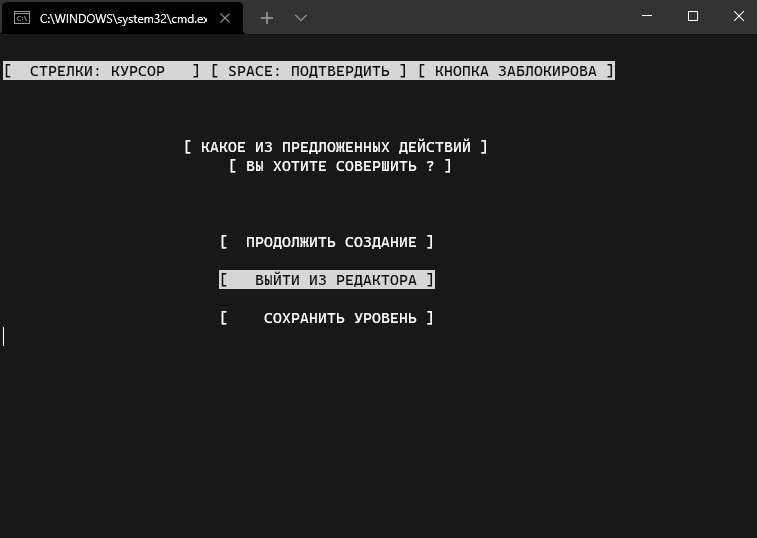 C:\WINDOWS\system32\cmd.ex
[  СТРЕЛКИ: КУРСОР   ] [ SPACE: ПОДТВЕРДИТЬ ] [ КНОПКА ЗАБЛОКИРОВА ]
[ КАКОЕ ИЗ ПРЕДЛОЖЕННЫХ ДЕЙСТВИЙ ]
[ ВЫ ХОТИТЕ СОВЕРШИТЬ ? ]
[  ПРОДОЛЖИТЬ СОЗДАНИЕ ]
[   ВЫЙТИ ИЗ РЕДАКТОРА ]
[    СОХРАНИТЬ УРОВЕНЬ ]